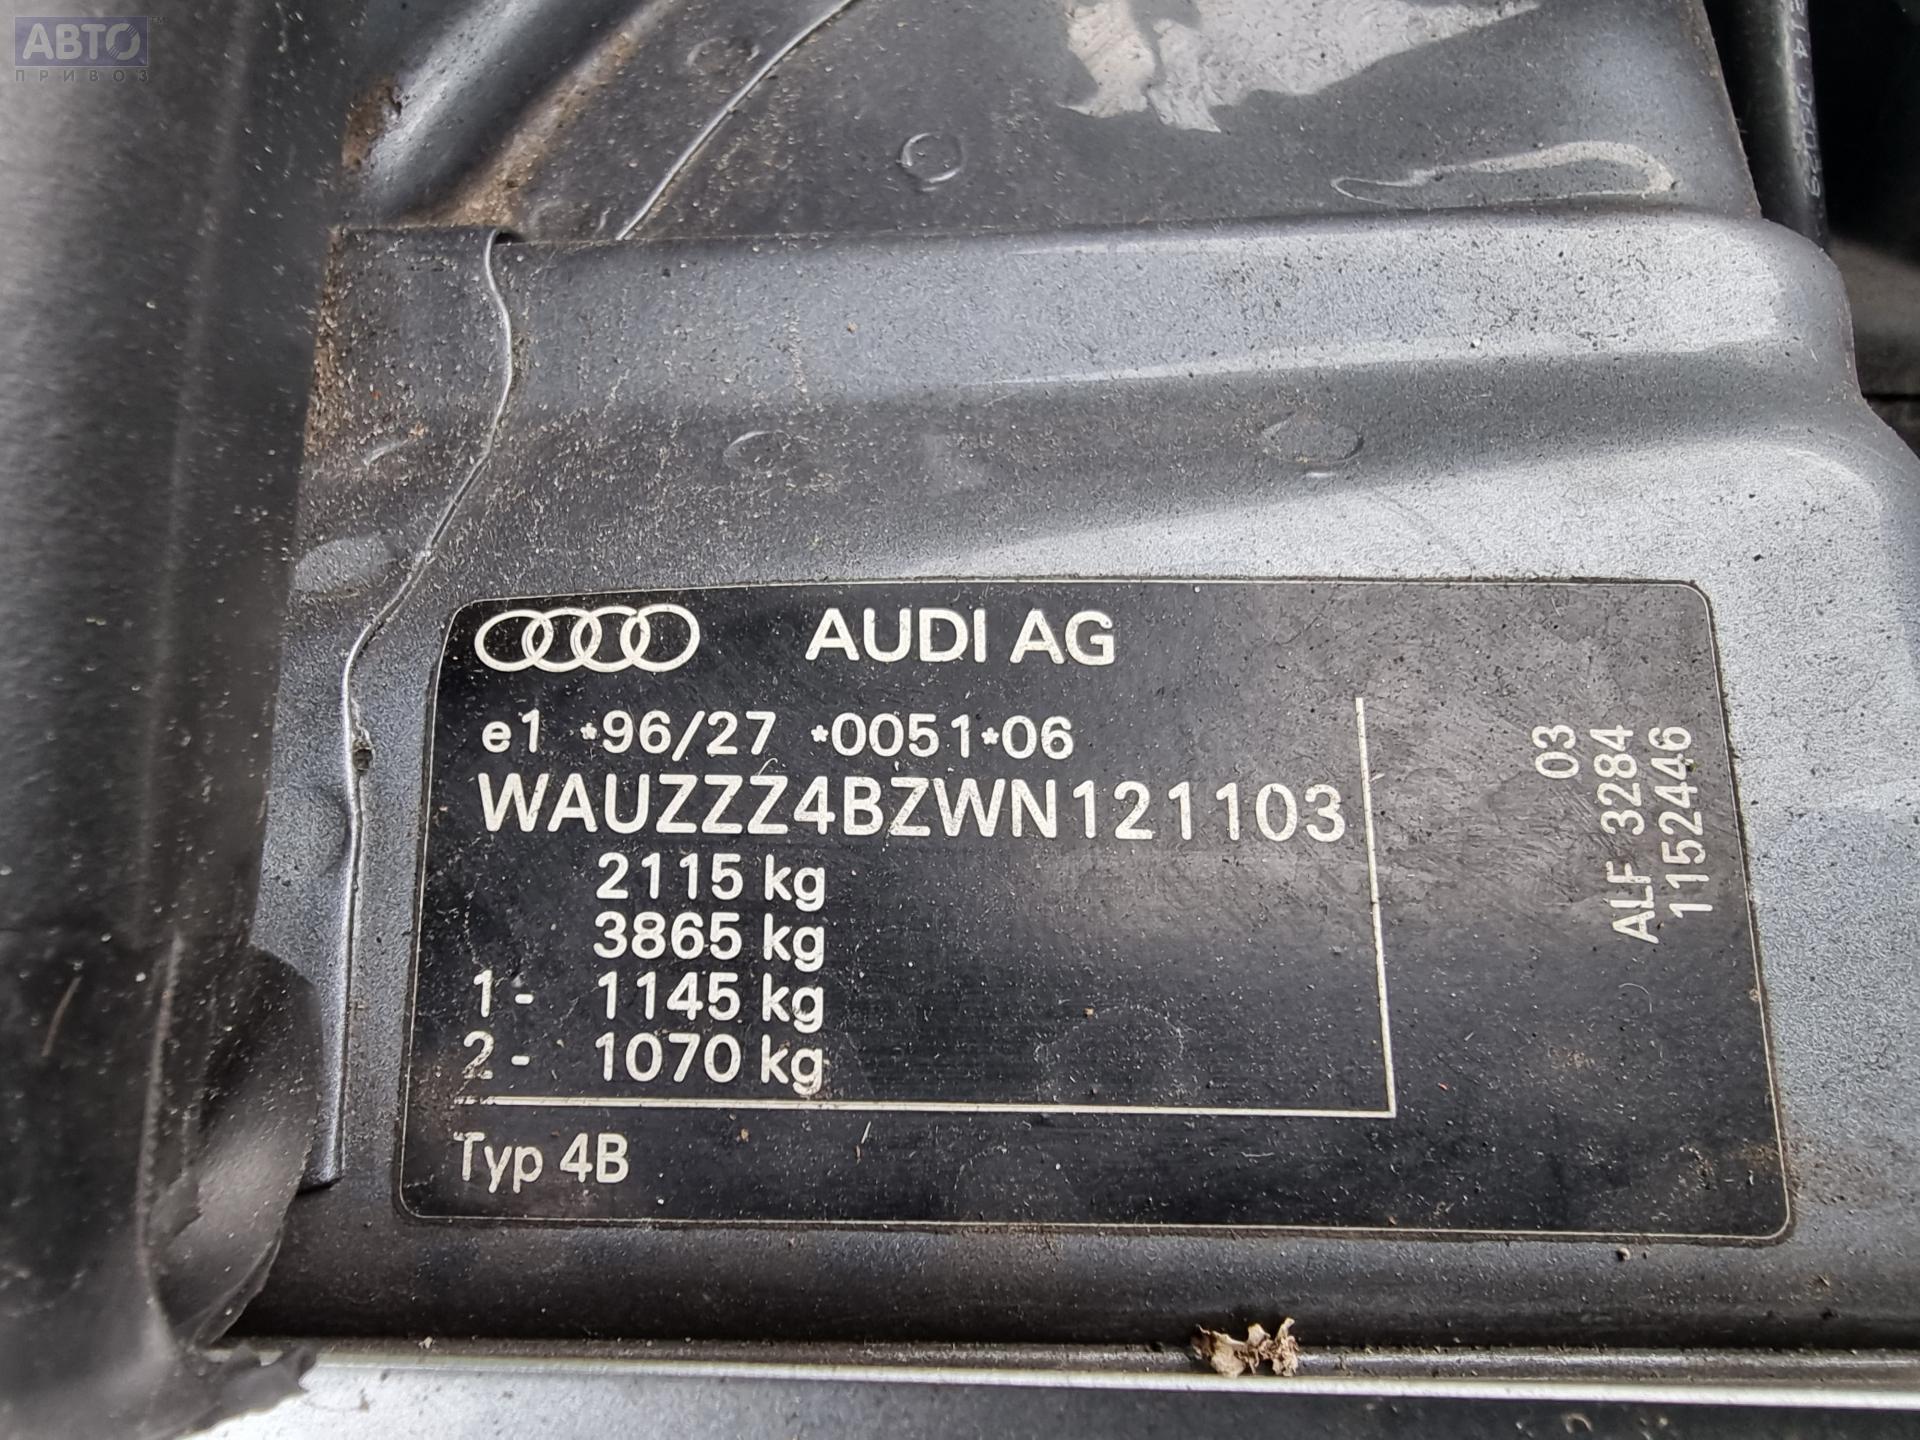 АВТО™
ПРИВОЗ
AUDI AG
e1 *96/27 *0051*06
WAUZZZ4BZWN121103
2115 kg
3865 kg
1- 1145 kg
2- 1070 kg
Typ 4B
03
ALF 3284
1152446